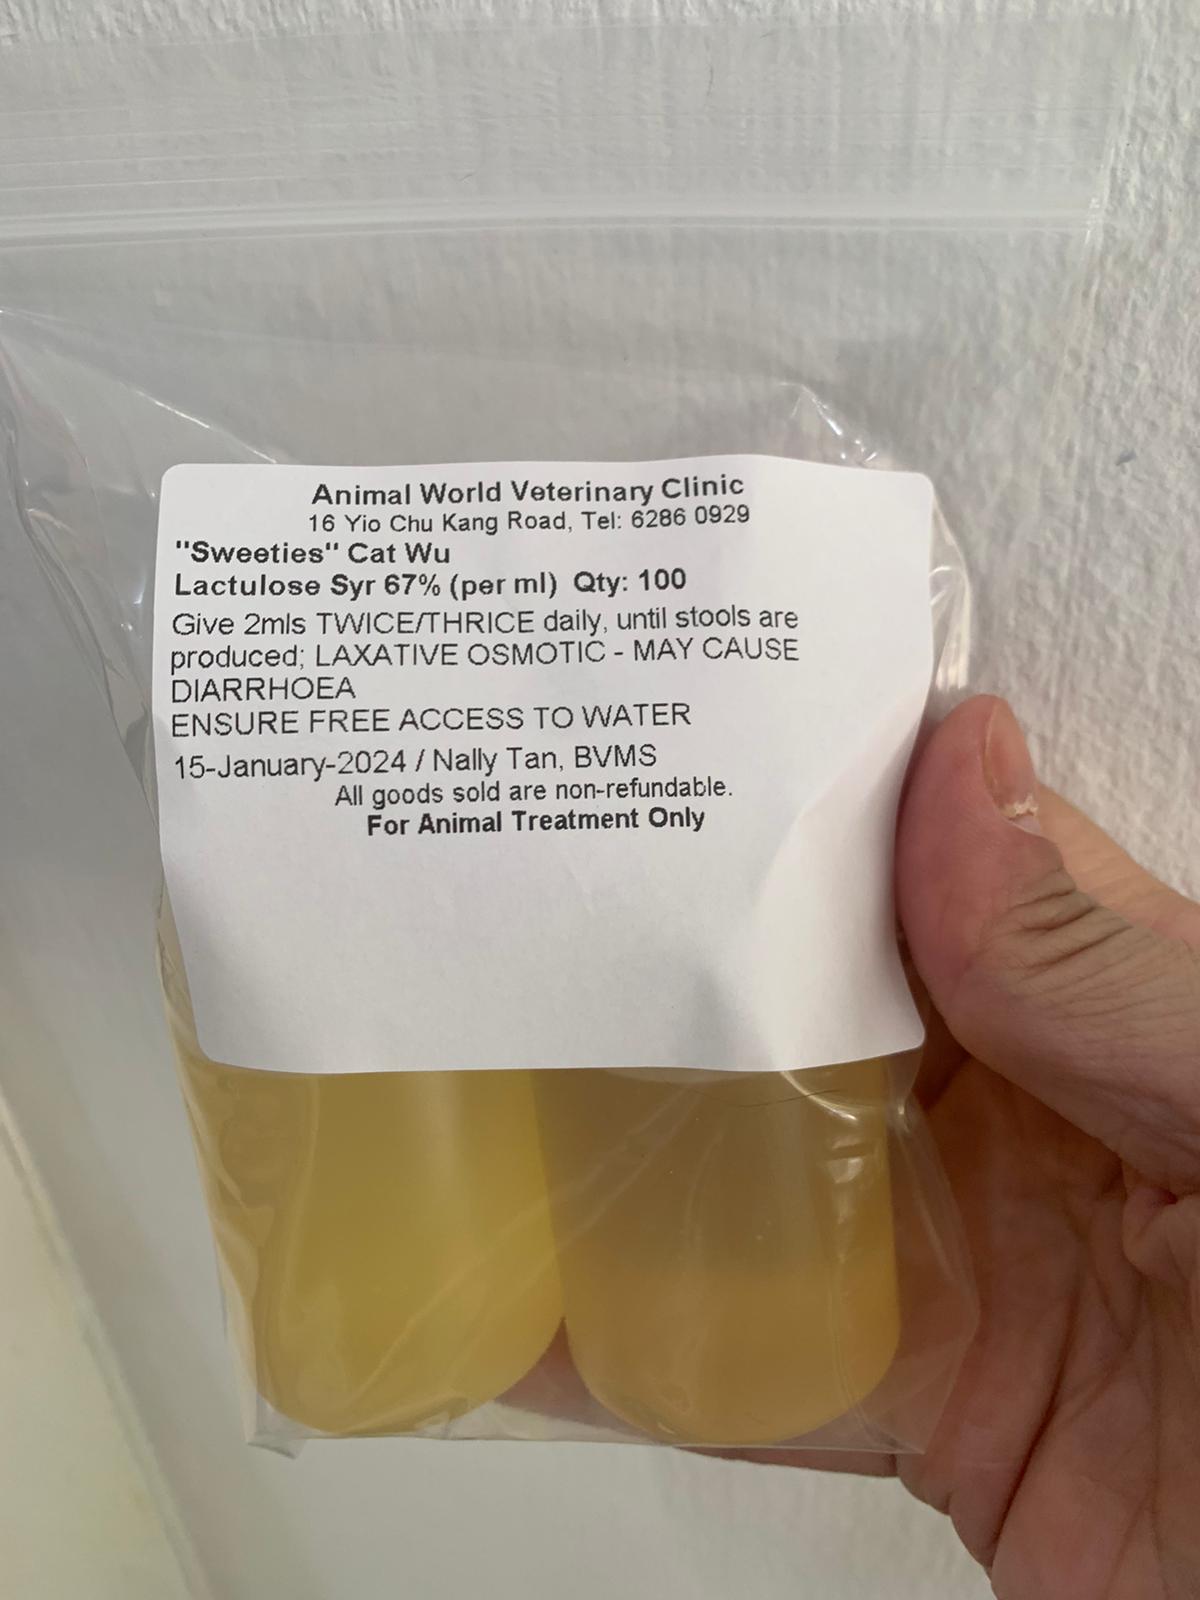 Animal World Veterinary Clinic
16 Yio Chu Kang Road, Tel: 6286 0929
"Sweeties" Cat Wu
Lactulose Syr 67% (per ml) Qty: 100
Give 2mls TWICE/THRICE daily, until stools are
produced; LAXATIVE OSMOTIC - MAY CAUSE
DIARRHOEA
ENSURE FREE ACCESS TO WATER
15-January-2024 / Nally Tan, BVMS
All goods sold are non-refundable.
For Animal Treatment Only